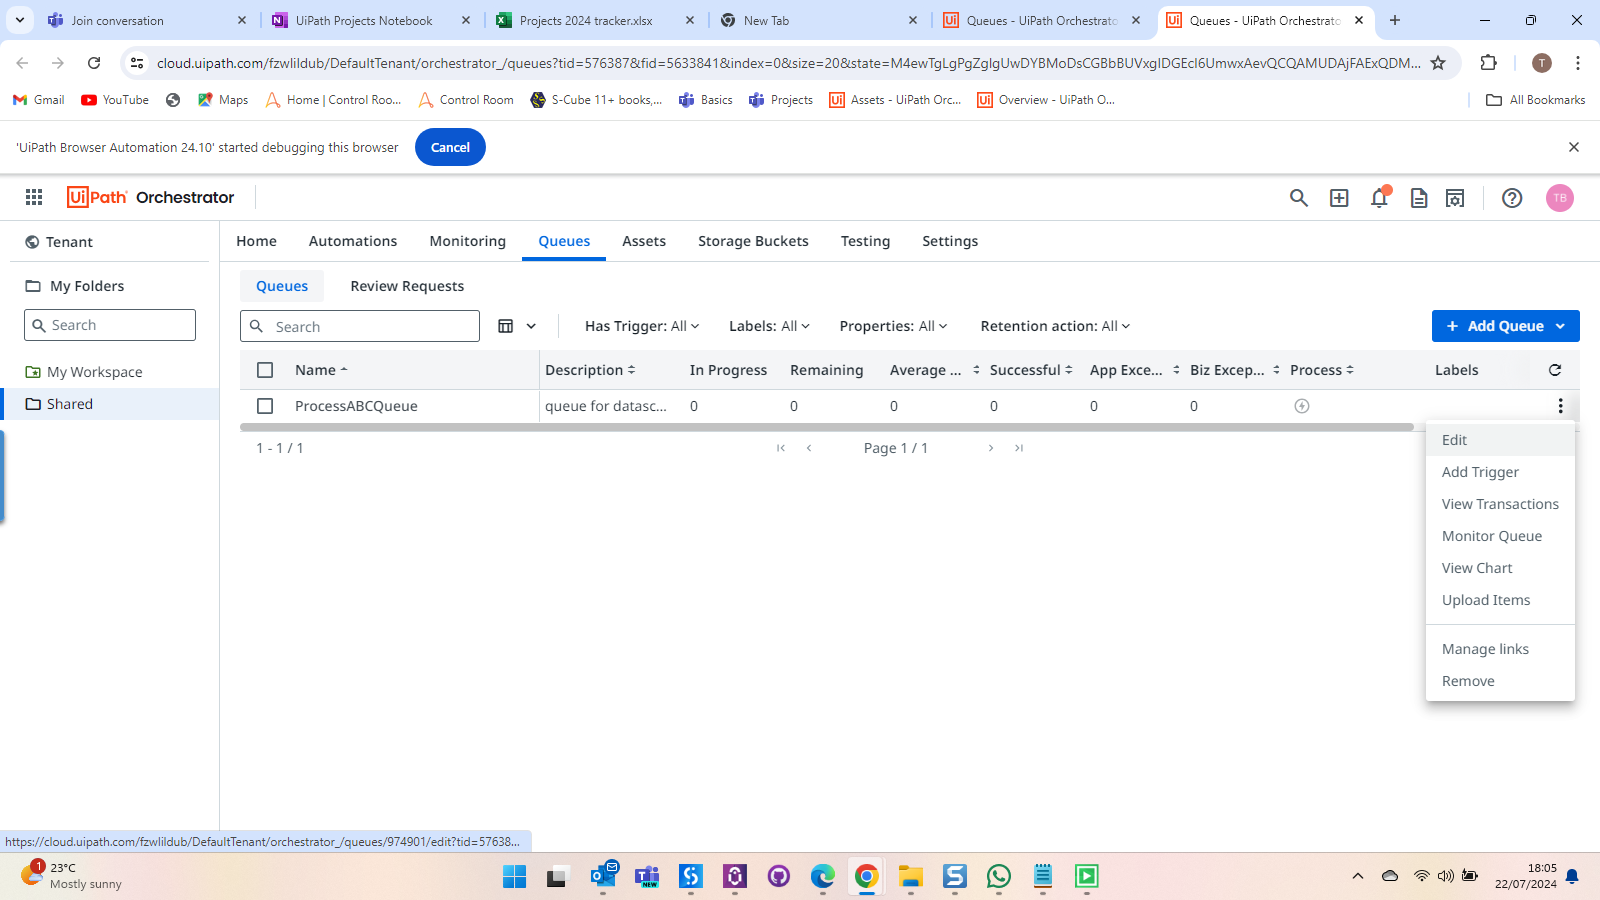 Join conversation
UiPath Projects Notebook
Projects 2024 tracker.xlsx
New Tab
Queues - UiPath Orchestrato
Queues - UiPath Orchestrato
cloud.uipath.com/fzwlildub/DefaultTenant/orchestrator_/queues?tid=576387&fid=5633841&index=0&size=20&state=M4ewTgLgPgZglgUwDYBMoDsCGBbBUVxgIDGEcl6UmwxAevQCQAMUDAjFAExQDM...
T
Gmail
YouTube
Maps
Home | Control Roo...
Control Room
S-Cube 11+ books,...
Basics
Projects
Assets - UiPath Orc...
Overview - UiPath O...
All Bookmarks
'UiPath Browser Automation 24.10' started debugging this browser
Cancel
UiPath Orchestrator
TB
Tenant
Home
Automations
Monitoring
Queues
Assets
Storage Buckets
Testing
Settings
My Folders
Search
My Workspace
Shared
Queues
Review Requests
Search
Has Trigger: All
Labels: All
Properties: All
Retention action: All
+ Add Queue
Name
Description
In Progress
Remaining
Average ...
Successful
App Exce...
Biz Excep...
Process
Labels
ProcessABCQueue
queue for datasc...
0
0
0
0
0
0
1 - 1 / 1
Page 1 / 1
Edit
Add Trigger
View Transactions
Monitor Queue
View Chart
Upload Items
Manage links
Remove
https://cloud.uipath.com/fzwlildub/DefaultTenant/orchestrator_/queues/974901/edit?tid=57638...
1
23°C
Mostly sunny
NEW
18:05
22/07/2024